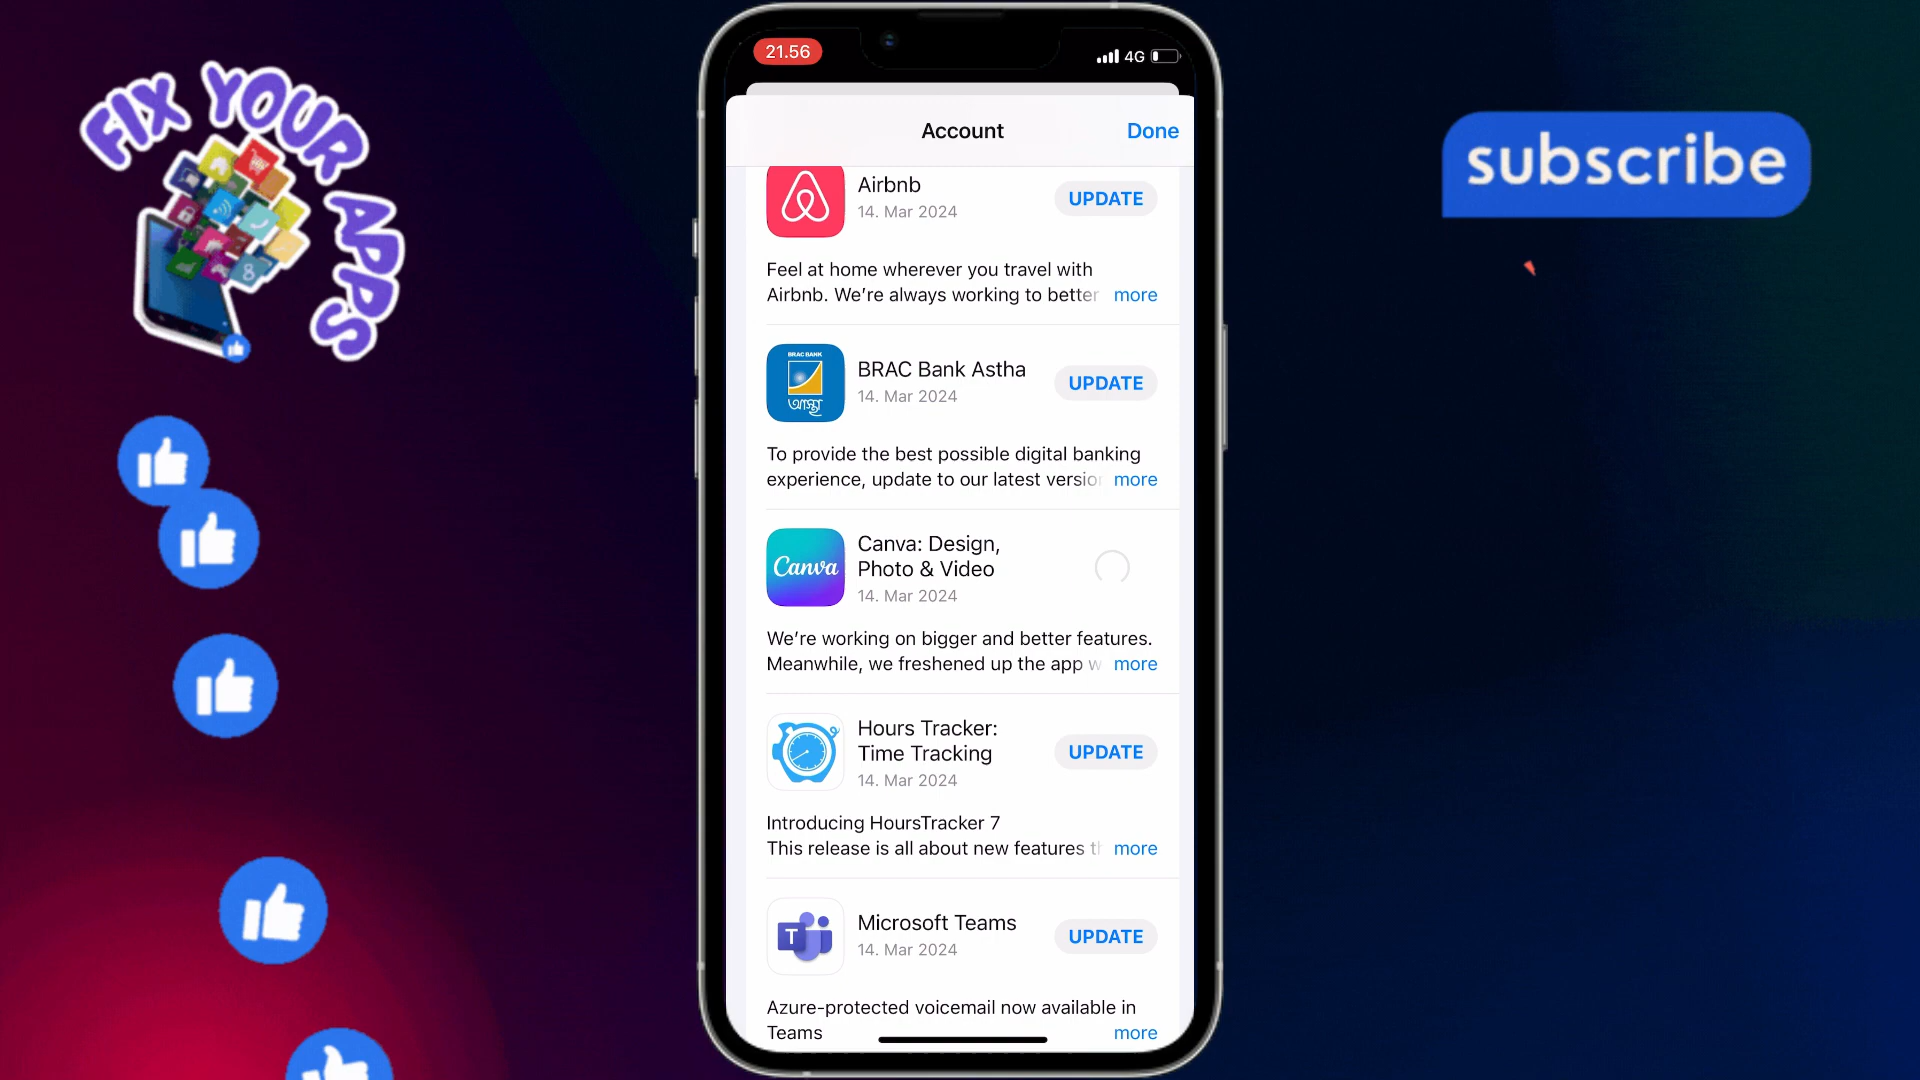 FIX YOUR APPS
subscribe
21.56
4G
Account
Done
Airbnb
14. Mar 2024
UPDATE
Feel at home wherever you travel with
Airbnb. We're always working to better more
BRAC BANK
আস্থা
BRAC Bank Astha
14. Mar 2024
UPDATE
To provide the best possible digital banking
experience, update to our latest versio more
Canva
Canva: Design,
Photo & Video
14. Mar 2024
We're working on bigger and better features.
Meanwhile, we freshened up the app w more
Hours Tracker:
Time Tracking
14. Mar 2024
UPDATE
Introducing HoursTracker 7
This release is all about new features th more
T
Microsoft Teams
14. Mar 2024
UPDATE
Azure-protected voicemail now available in
Teams more